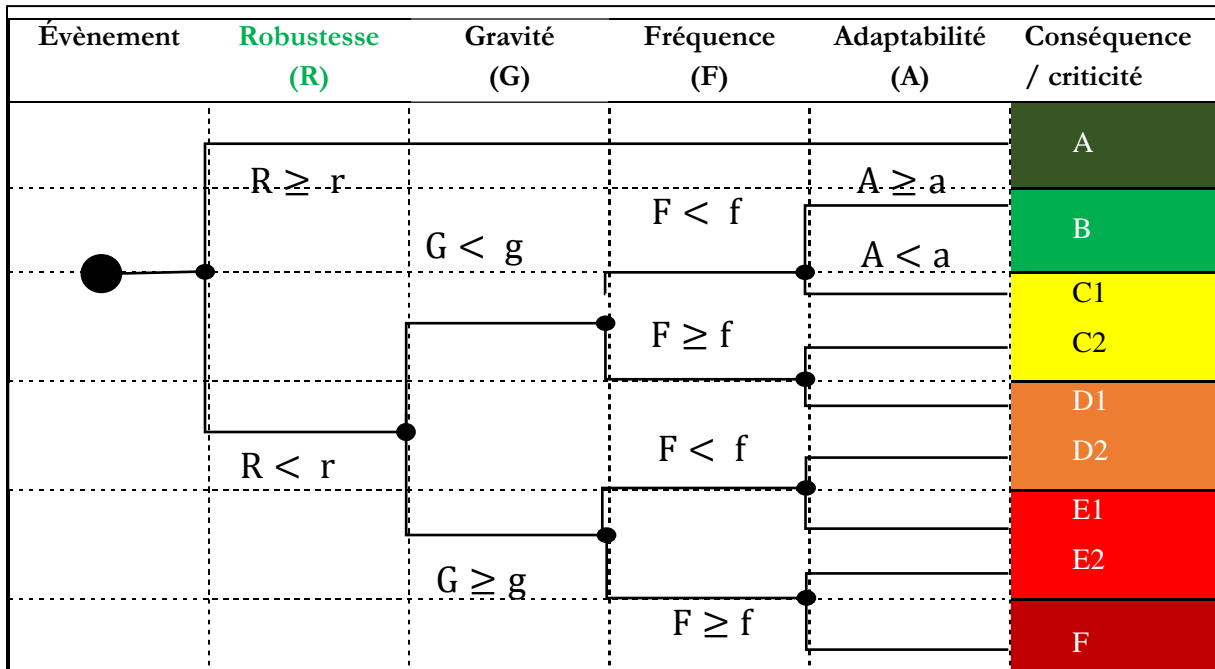 Évènement
Robustesse
(R)
Gravité
(G)
Fréquence
(F)
Adaptabilité
(A)
Conséquence
/ criticité
A
R ≥ r
A ≥ a
F < f
B
G < g
A < a
C1
F ≥ f
C2
D1
F < f
D2
R < r
E1
E2
G ≥ g
F ≥ f
F